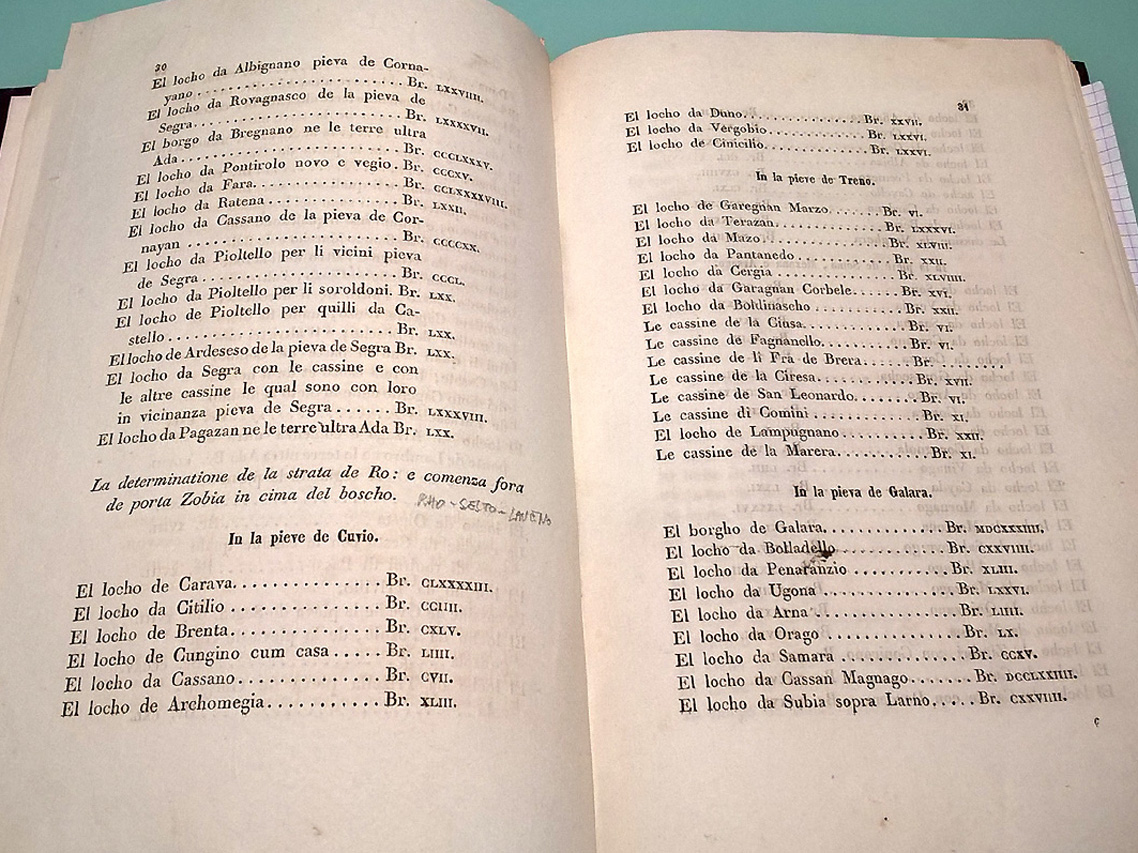 30
El locho da Albignano pieva de Corna-
yano . . . . . . . . . . . . . . . . . . . . Br. LXXVIIII.
El locho da Rovagnasco de la pieva de
Segra. . . . . . . . . . . . . . . . . . . . Br. LXXXXVII.
El borgo da Bregnano ne le terre ultra
Ada . . . . . . . . . . . . . . . . . . . . Br. CCCLXXXV.
El locho da Pontirolo novo e vegio. Br. CCCXV.
El locho da Fara. . . . . . . . . . . . . Br. CCLXXXXVIII.
El locho da Ratena . . . . . . . . . . . . Br. LXXII.
El locho da Cassano de la pieva de Cor-
nayan . . . . . . . . . . . . . . . . . . Br. CCCCXX.
El locho da Pioltello per li vicini pieva
de Segra . . . . . . . . . . . . . . . . . Br. CCCL.
El locho da Pioltello per li soroldoni. Br. LXX.
El locho de Pioltello per quilli da Ca-
stello . . . . . . . . . . . . . . . . . . Br. LXX.
El locho de Ardeseso de la pieva de Segra Br. LXX.
El locho da Segra con le cassine e con
le altre cassine le qual sono con loro
in vicinanza pieva de Segra . . . . . . Br. LXXXVIII.
El locho da Pagazan ne le terre ultra Ada Br. LXX.
La determinatione de la strata de Ro: e comenza fora
de porta Zobia in cima del boscho.
RHO - SESTO - LAVENO
In la pieve de Cuvio.
El locho de Carava. . . . . . . . . . . . . . Br. CLXXXXIII.
El locho da Citilio . . . . . . . . . . . . . . Br. CCIIII.
El locho de Brenta. . . . . . . . . . . . . . Br. CXLV.
El locho de Cungino cum casa . . . . . Br. LIIII.
El locho da Cassano. . . . . . . . . . . . . Br. CVII.
El locho de Archomegia. . . . . . . . . . . Br. XLIII.
31
El locho da Duno. . . . . . . . . . . . . Br. XXVII.
El locho da Vergobio. . . . . . . . . . . Br. LXXVI.
El locho de Cinicilio. . . . . . . . . . . Br. LXXVI.
In la pieve de Treno.
El locho de Garegnan Marzo. . . . . . . Br. VI.
El locho da Terazan. . . . . . . . . . . . Br. LXXXVI.
El locho da Mazo. . . . . . . . . . . . . . Br. XLVIII.
El locho da Pantanedo . . . . . . . . . . Br. XXII.
El locho da Cergia . . . . . . . . . . . . . Br. XLVIIII.
El locho da Garagnan Corbele. . . . . . Br. XVI.
El locho da Boldinascho . . . . . . . . . . Br. XXII.
Le cassine de la Ciusa. . . . . . . . . . . Br. VI.
Le cassine de Fagnanello. . . . . . . . . Br. VI.
Le cassine de li Frà de Brera. . . . . Br. . . . . . . . .
Le cassine de la Ciresa. . . . . . . . . . Br. XVII.
Le cassine de San Leonardo. . . . . . . Br. VI.
Le cassine di Comini . . . . . . . . . . . Br. XI.
El locho de Lampugnano . . . . . . . . . Br. XXII.
Le cassine de la Marera. . . . . . . . . . Br. XI.
In la pieva de Galara.
El borgho de Galara. . . . . . . . . . . . Br. MDCXXXIIII.
El locho da Bolladello . . . . . . . . . . . Br. CXXVIIII.
El locho da Penaranzio . . . . . . . . . . Br. XLIII.
El locho da Ugona . . . . . . . . . . . . . Br. LXXVI.
El locho da Arna . . . . . . . . . . . . . . Br. LIIII.
El locho da Orago . . . . . . . . . . . . . Br. LX.
El locho da Samara . . . . . . . . . . . . Br. CCXV.
El locho da Cassan Magnago. . . . . . . Br. DCCLXXIIII.
El locho da Subia sopra Larno. . . . . Br. CXXVIIII.
C